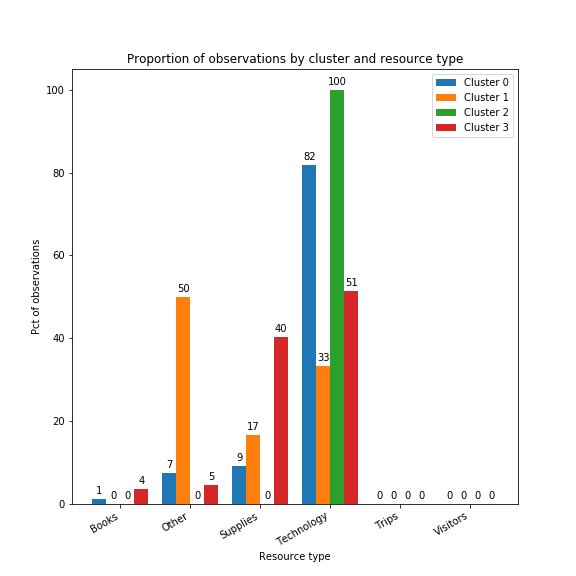 Proportion of observations by cluster and resource type
Cluster 0
Cluster 1
Cluster 2
Cluster 3
Pct of observations
100
80
60
40
20
0
1 0 0 4
7 50 0 5
9 17 0 40
82 33 100 51
0 0 0 0
0 0 0 0
Books
Other
Supplies
Technology
Trips
Visitors
Resource type